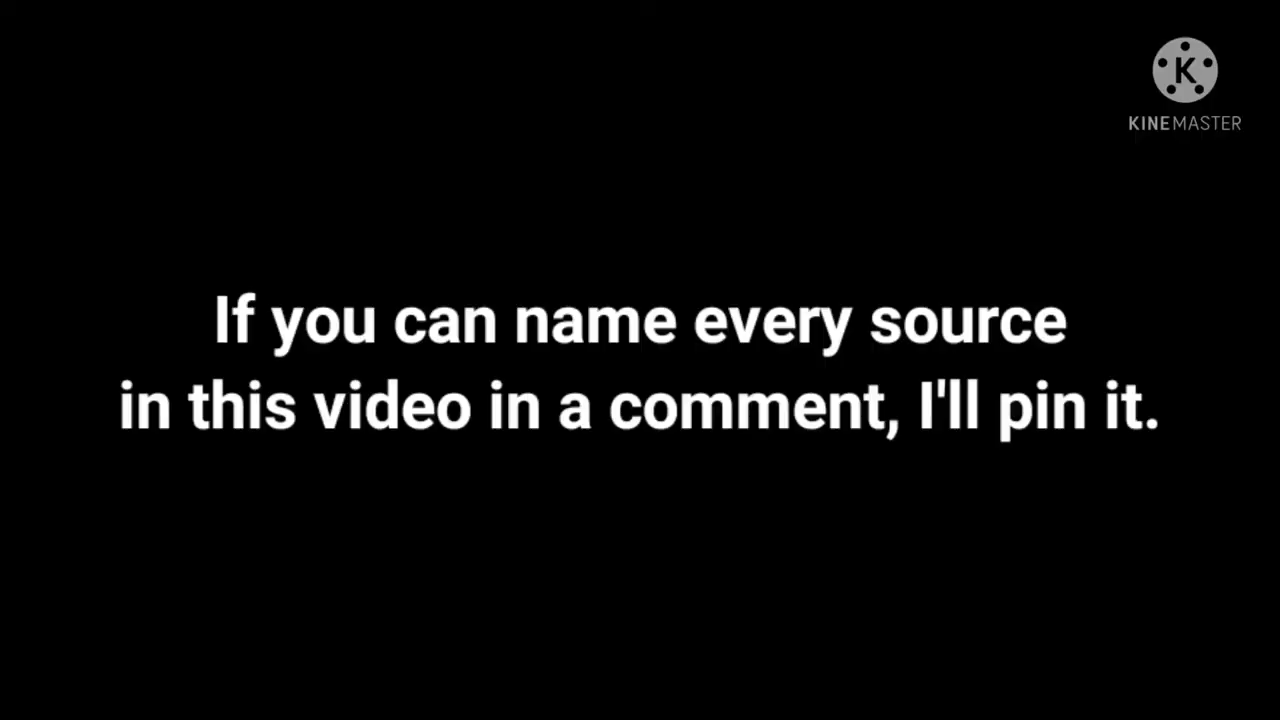 K
KINEMASTER
If you can name every source
in this video in a comment, I'll pin it.